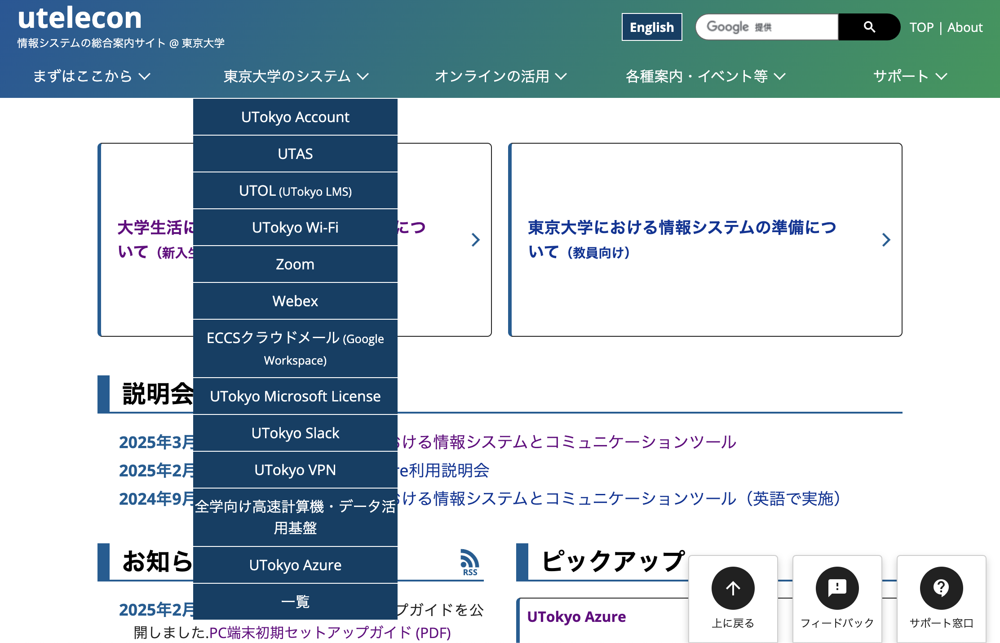 utelecon
情報システムの総合案内サイト @ 東京大学
English
Google 提供
TOP | About
まずはここから
東京大学のシステム
オンラインの活用
各種案内・イベント等
サポート
UTokyo Account
UTAS
UTOL (UTokyo LMS)
UTokyo Wi-Fi
Zoom
Webex
ECCSクラウドメール (Google
Workspace)
UTokyo Microsoft License
UTokyo Slack
UTokyo VPN
全学向け高速計算機・データ活
用基盤
UTokyo Azure
一覧
大学生活に
につ
いて（新入生
東京大学における情報システムの準備につ
いて（教員向け）
説明会
2025年3月
おける情報システムとコミュニケーションツール
2025年2月
re利用説明会
2024年9月
おける情報システムとコミュニケーションツール（英語で実施）
お知ら
RSS
2025年2月
プガイドを公
開しました.PC端末初期セットアップガイド (PDF)
ピックアップ
UTokyo Azure
上に戻る
フィードバック
サポート窓口